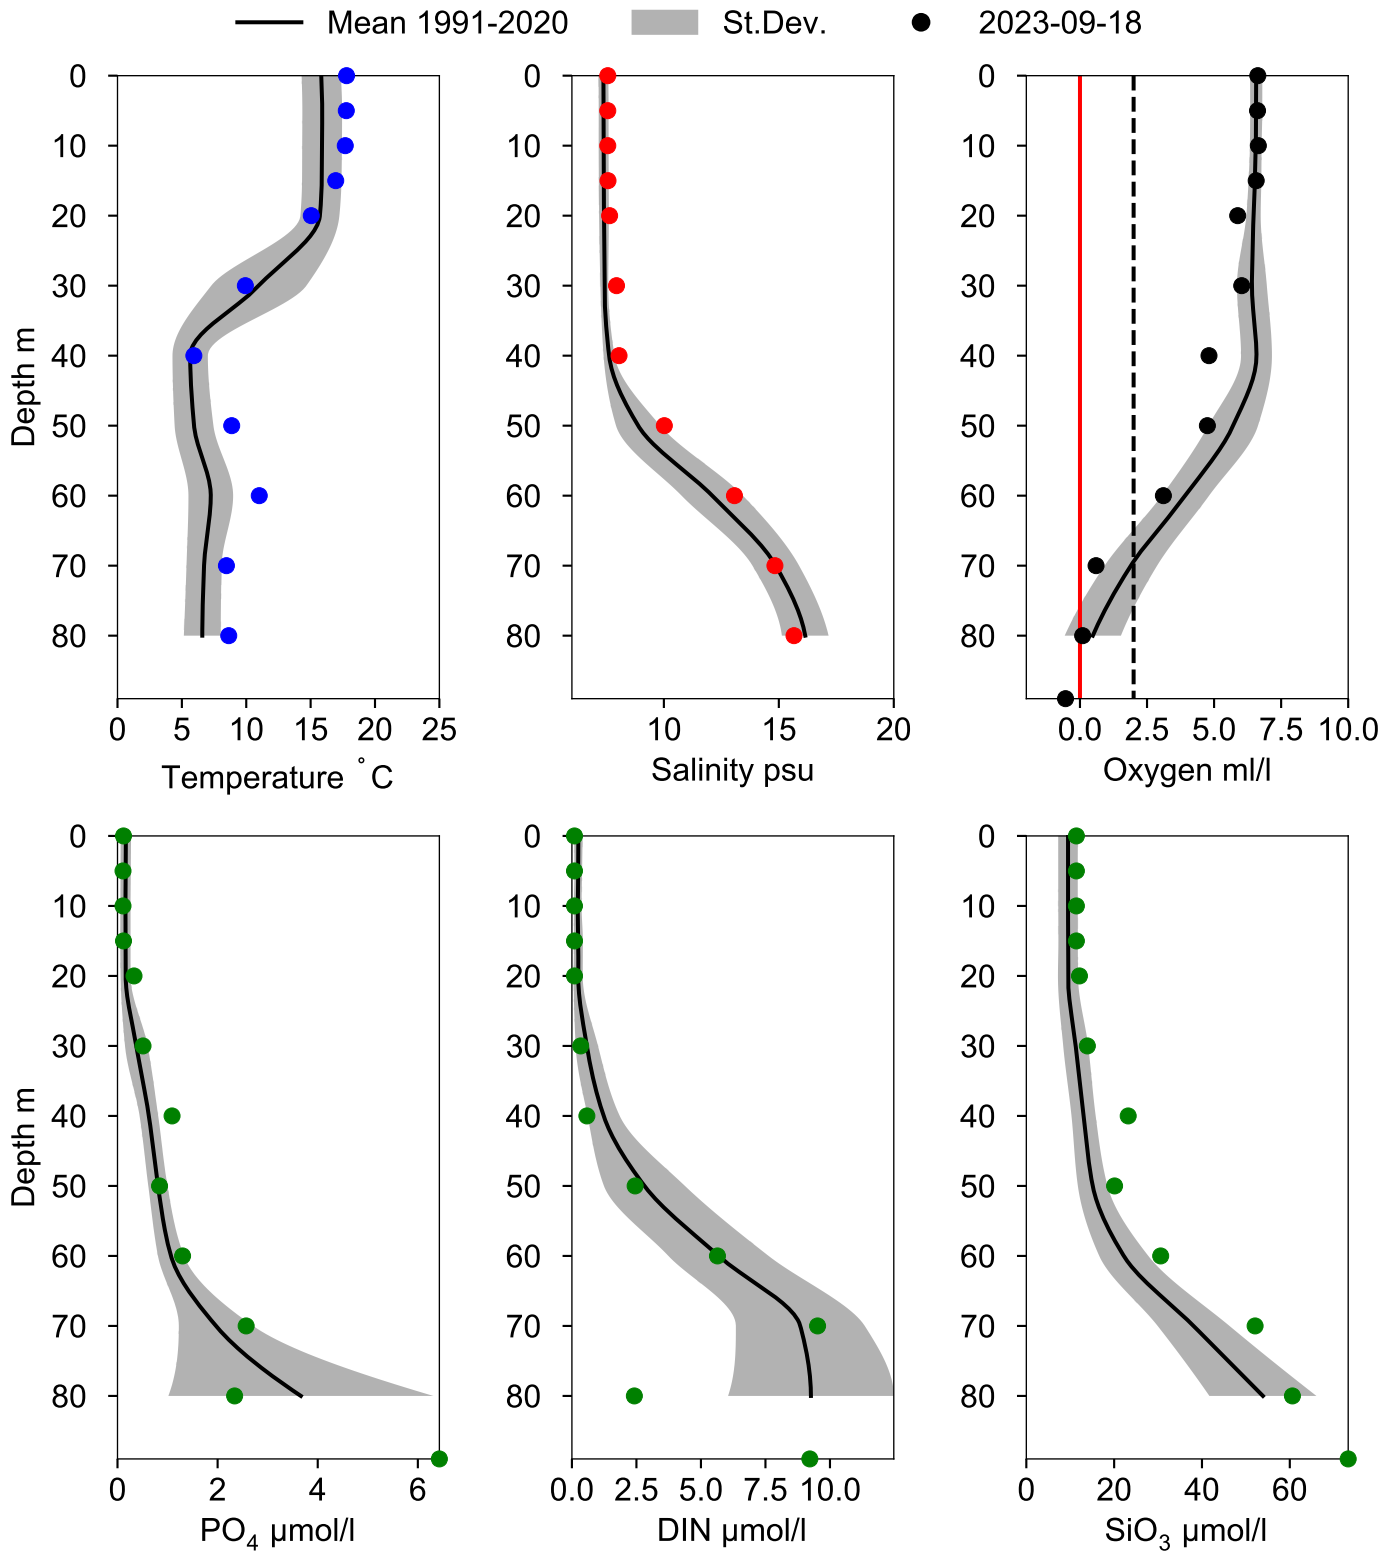 Mean 1991-2020 St.Dev. 2023-09-18
0 0 0
10 10 10
20 20 20
30 30 30
40 40 40
50 50 50
60 60 60
70 70 70
80 80 80
Depth m
0 5 10 15 20 25 10 15 20 0.0 2.5 5.0 7.5 10.0
Temperature °C Salinity psu Oxygen ml/l
0 0 0
10 10 10
20 20 20
30 30 30
40 40 40
50 50 50
60 60 60
70 70 70
80 80 80
Depth m
0 2 4 6 0.0 2.5 5.0 7.5 10.0 0 20 40 60
PO₄ µmol/l DIN µmol/l SiO₃ µmol/l